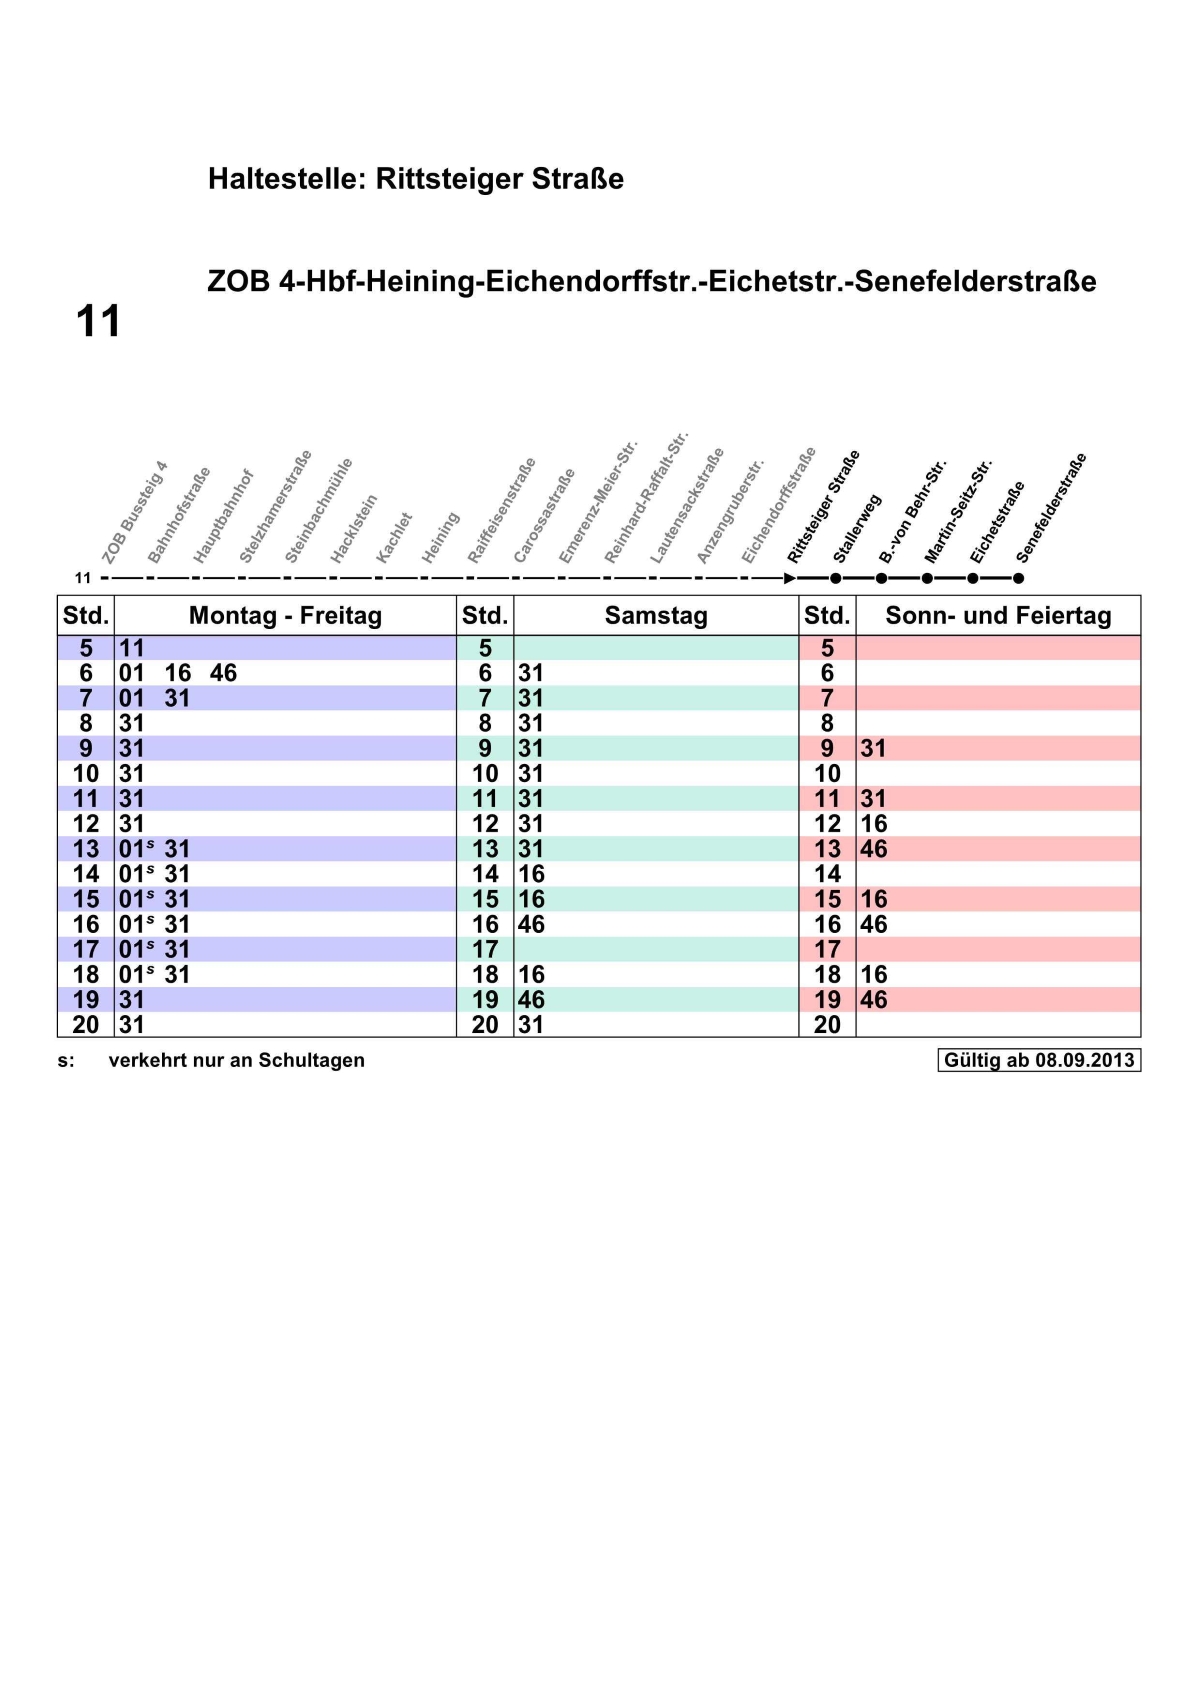 Haltestelle: Rittsteiger Straße
ZOB 4-Hbf-Heining-Eichendorffstr.-Eichetstr.-Senefelderstraße
11
ZOB Bussteig 4
Bahnhofstraße
Hauptbahnhof
Stelzhamerstraße
Steinbachmühle
Hacklstein
Kachlet
Heining
Raiffeisenstraße
Carossastraße
Emerenz-Meier-Str.
Reinhard-Raffalt-Str.
Lautensackstraße
Anzengruberstr.
Eichendorffstraße
Rittsteiger Straße
Stallerweg
B.-von Behr-Str.
Martin-Seitz-Str.
Eichetstraße
Senefelderstraße
11
Std. Montag - Freitag Std. Samstag Std. Sonn- und Feiertag
5 11 5 5
6 01 16 46 6 31 6
7 01 31 7 31 7
8 31 8 31 8
9 31 9 31 9 31
10 31 10 31 10
11 31 11 31 11 31
12 31 12 31 12 16
13 01s 31 13 31 13 46
14 01s 31 14 16 14
15 01s 31 15 16 15 16
16 01s 31 16 46 16 46
17 01s 31 17 17
18 01s 31 18 16 18 16
19 31 19 46 19 46
20 31 20 31 20
s: verkehrt nur an Schultagen Gültig ab 08.09.2013